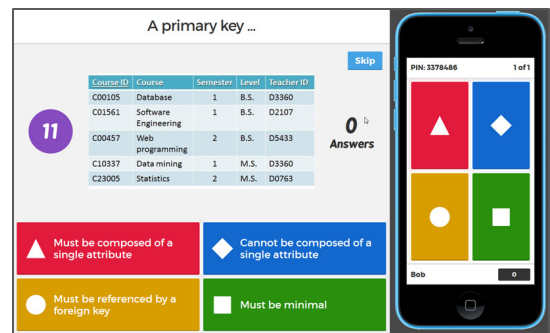 A primary key ...
Skip
Course ID Course Semester Level Teacher ID
C00105 Database 1 B.S. D3360
C01561 Software Engineering 1 B.S. D2107
C00457 Web programming 2 B.S. D5433
C10337 Data mining 1 M.S. D3360
C23005 Statistics 2 M.S. D0763
11
0
Answers
Must be composed of a
single attribute
Cannot be composed of a
single attribute
Must be referenced by a
foreign key
Must be minimal
PIN: 3378486 1 of 1
Bob 0